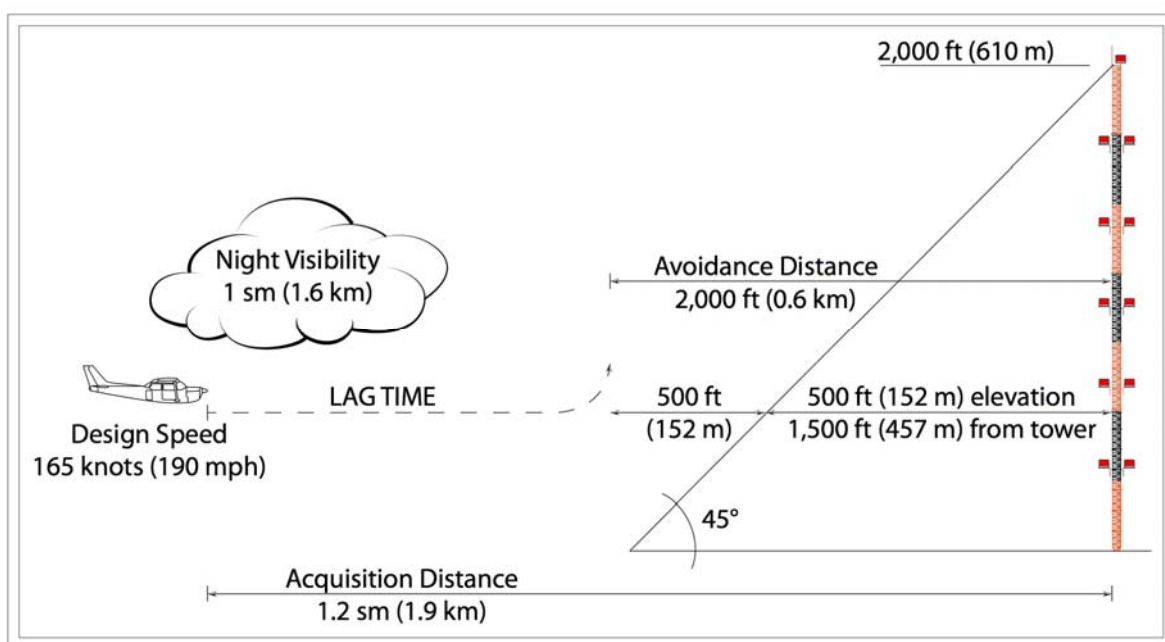 2,000 ft (610 m)
Night Visibility
1 sm (1.6 km)
Avoidance Distance
2,000 ft (0.6 km)
LAG TIME
500 ft
(152 m)
500 ft (152 m) elevation
1,500 ft (457 m) from tower
Design Speed
165 knots (190 mph)
45°
Acquisition Distance
1.2 sm (1.9 km)